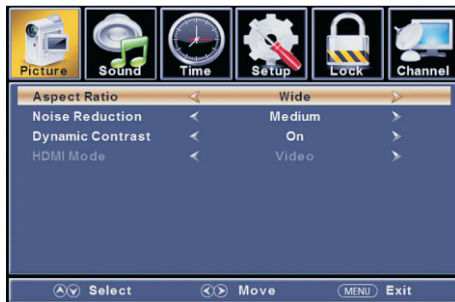 Picture Sound Time Setup Lock Channel
Aspect Ratio Wide
Noise Reduction Medium
Dynamic Contrast On
HDMI Mode Video
Select Move MENU Exit